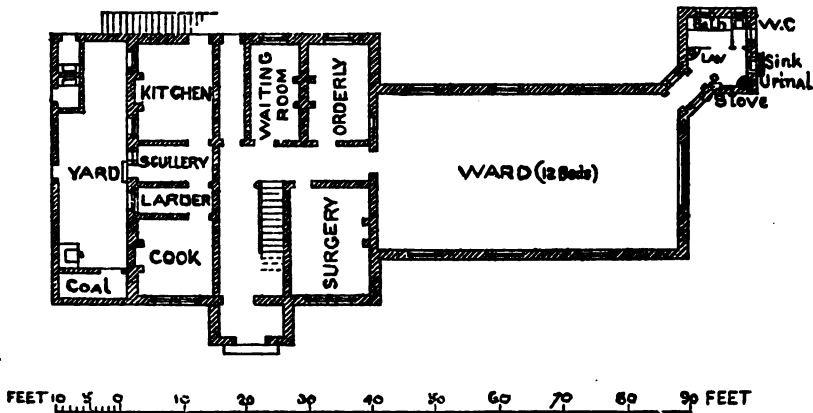 Bath
W.C
LAV
Sink
Urinal
Stove
KITCHEN
WAITING
ROOM
ORDERLY
YARD
SCULLERY
LARDER
WARD (12 Beds)
COOK
SURGERY
COAL
FEET 10 5 0 10 20 30 40 50 60 70 80 90 FEET